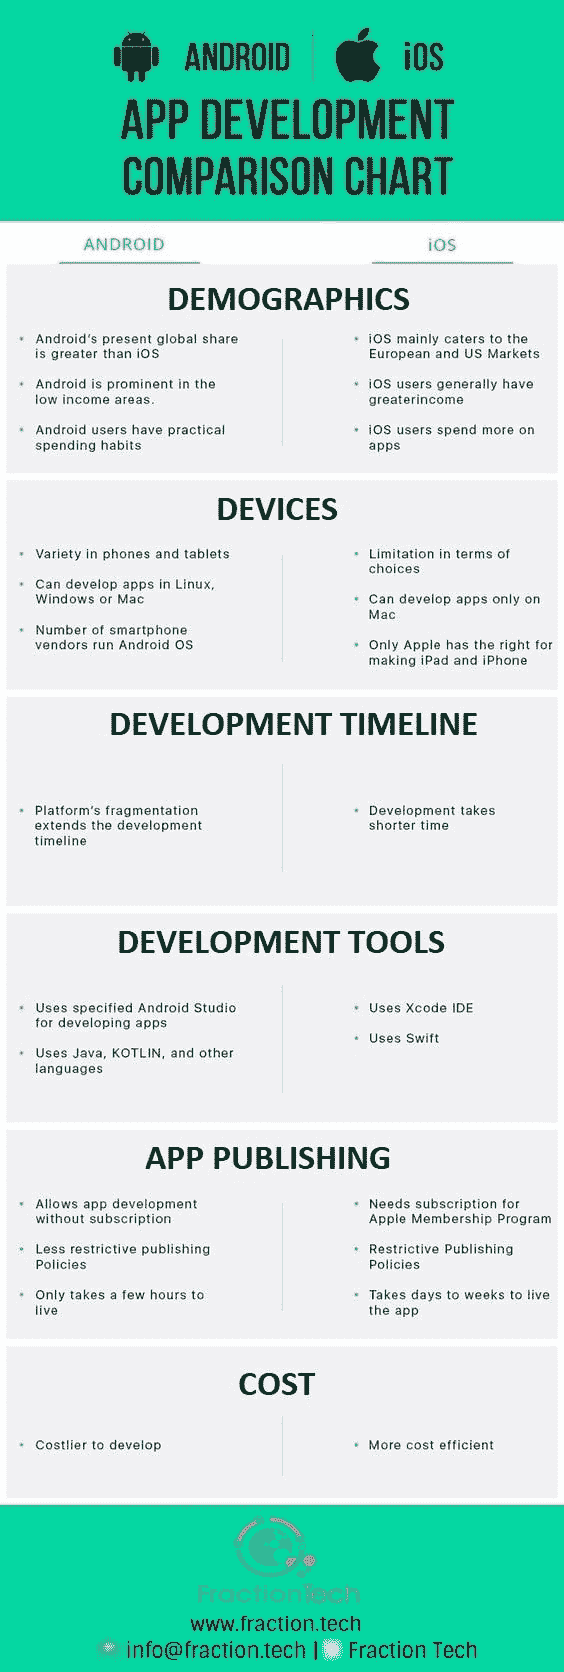 ANDROID iOS
APP DEVELOPMENT
COMPARISON CHART
ANDROID
iOS
DEMOGRAPHICS
Android's present global share
is greater than iOS
Android is prominent in the
low income areas.
Android users have practical
spending habits
iOS mainly caters to the
European and US Markets
iOS users generally have
greaterincome
iOS users spend more on
apps
DEVICES
Variety in phones and tablets
Can develop apps in Linux,
Windows or Mac
Number of smartphone
vendors run Android OS
Limitation in terms of
choices
Can develop apps only on
Mac
Only Apple has the right for
making iPad and iPhone
DEVELOPMENT TIMELINE
Platform's fragmentation
extends the development
timeline
Development takes
shorter time
DEVELOPMENT TOOLS
Uses specified Android Studio
for developing apps
Uses Java, KOTLIN, and other
languages
Uses Xcode IDE
Uses Swift
APP PUBLISHING
Allows app development
without subscription
Less restrictive publishing
Policies
Only takes a few hours to
live
Needs subscription for
Apple Membership Program
Restrictive Publishing
Policies
Takes days to weeks to live
the app
COST
Costlier to develop
More cost efficient
FractionTech
www.fraction.tech
info@fraction.tech | Fraction Tech